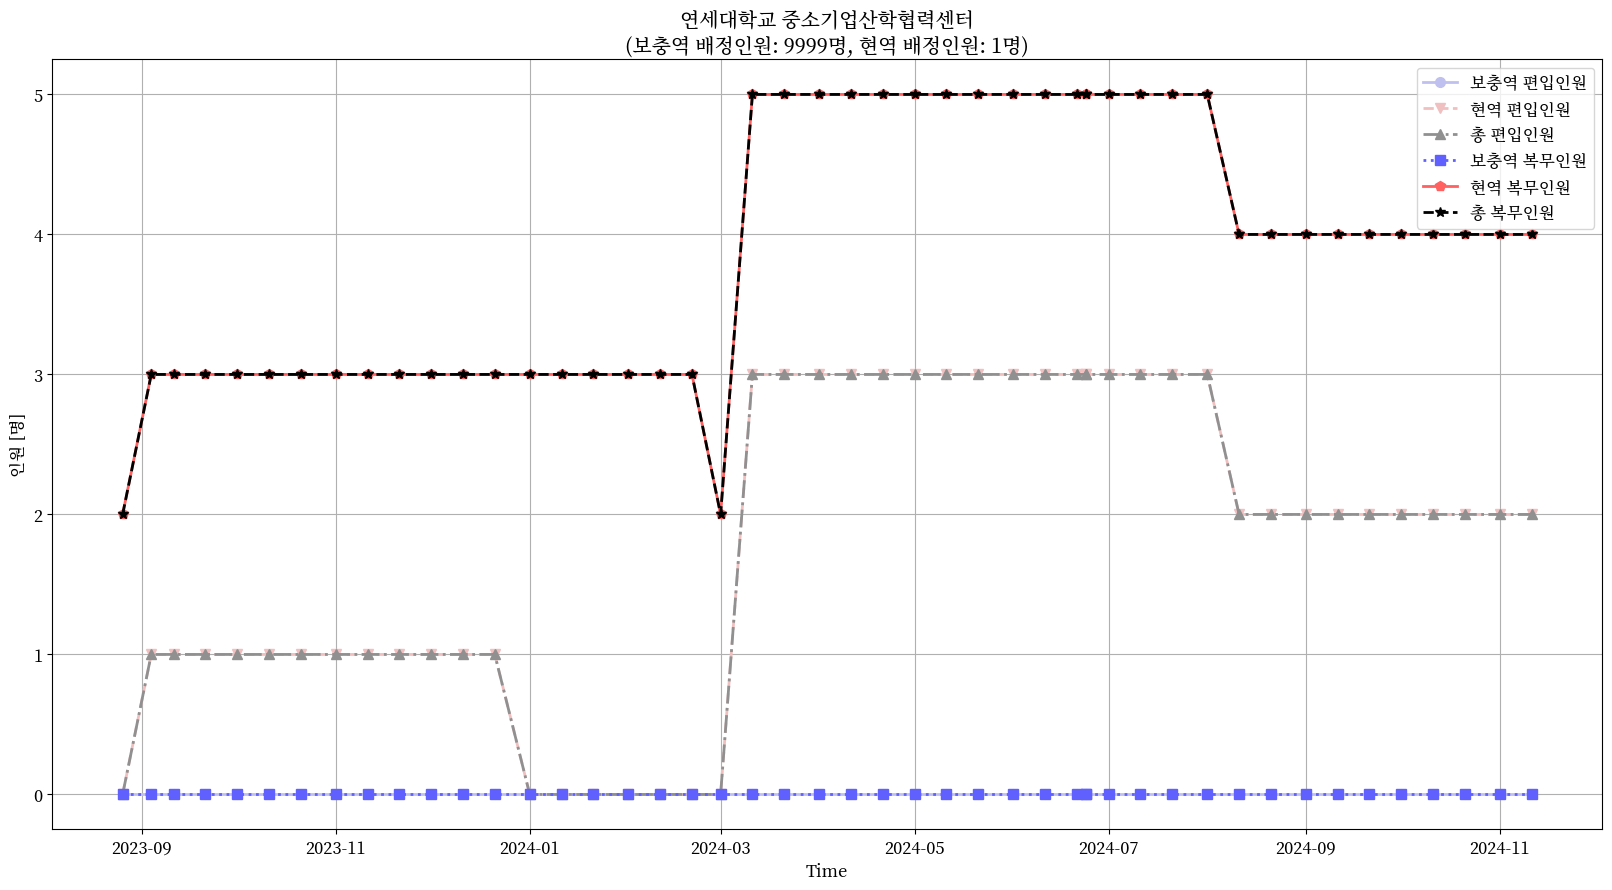 연세대학교 중소기업산학협력센터
(보충역 배정인원: 9999명, 현역 배정인원: 1명)
보충역 편입인원
현역 편입인원
총 편입인원
보충역 복무인원
현역 복무인원
총 복무인원
인원 [명]
5
4
3
2
1
0
2023-09 2023-11 2024-01 2024-03 2024-05 2024-07 2024-09 2024-11
Time